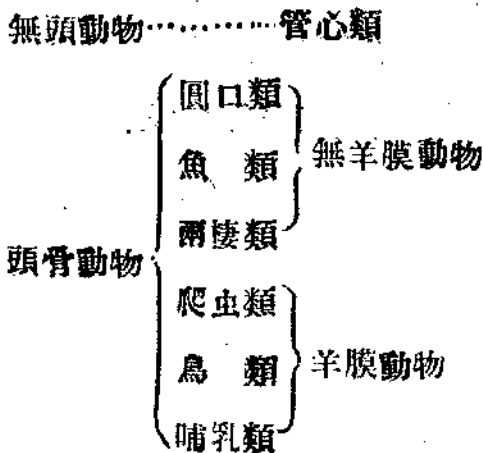 無頭動物………管心類
圓口類
魚　類
無羊膜動物
兩棲類
頭骨動物
爬虫類
鳥　類
羊膜動物
哺乳類